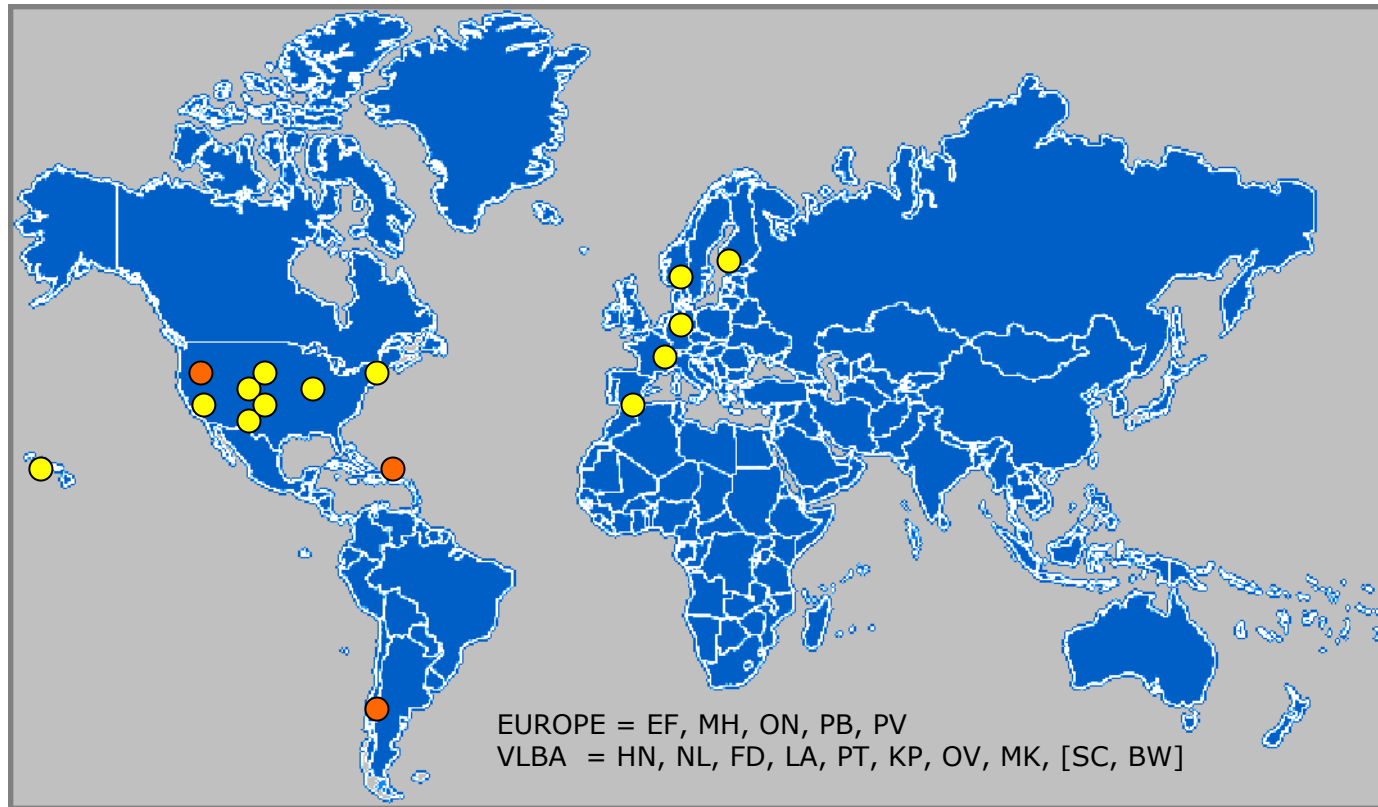 EUROPE = EF, MH, ON, PB, PV
VLBA = HN, NL, FD, LA, PT, KP, OV, MK, [SC, BW]